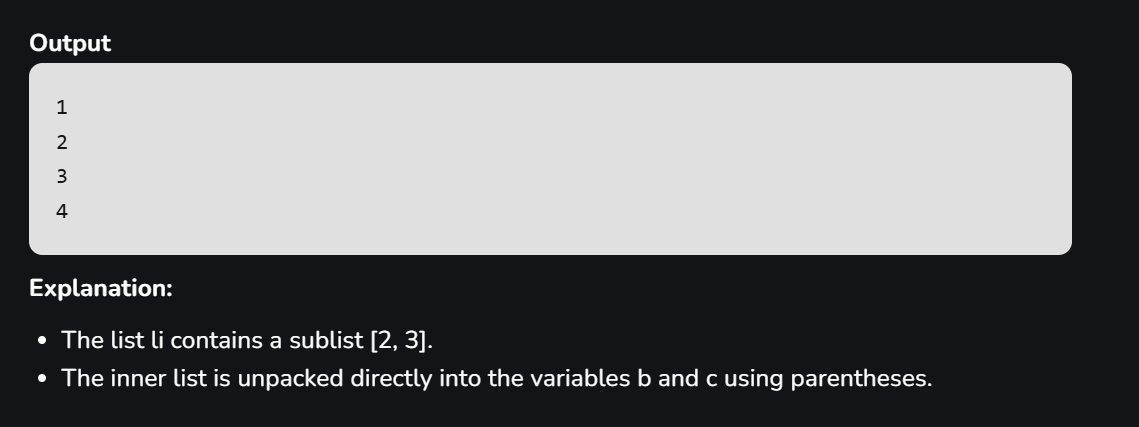 Output
1
2
3
4
Explanation:
• The list li contains a sublist [2, 3].
• The inner list is unpacked directly into the variables b and c using parentheses.